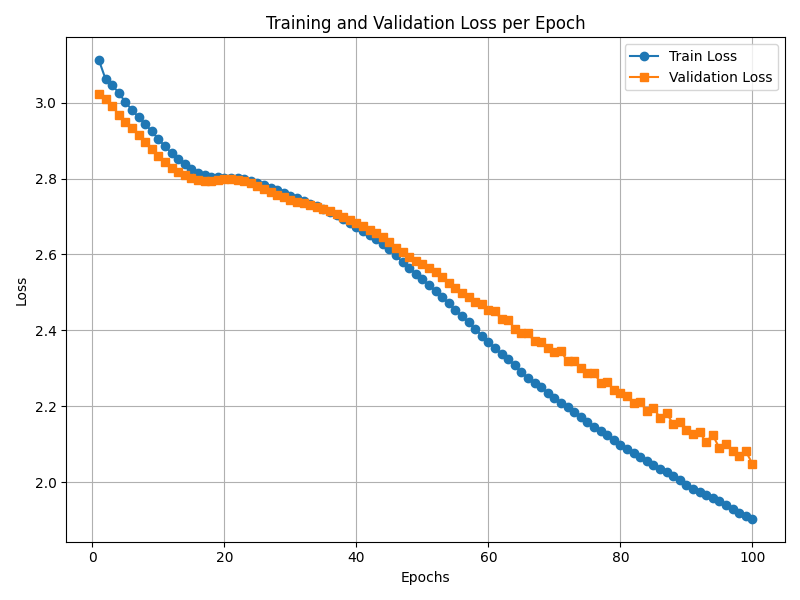 Training and Validation Loss per Epoch
Train Loss
Validation Loss
3.0
2.8
2.6
2.4
2.2
2.0
Loss
0 20 40 60 80 100
Epochs